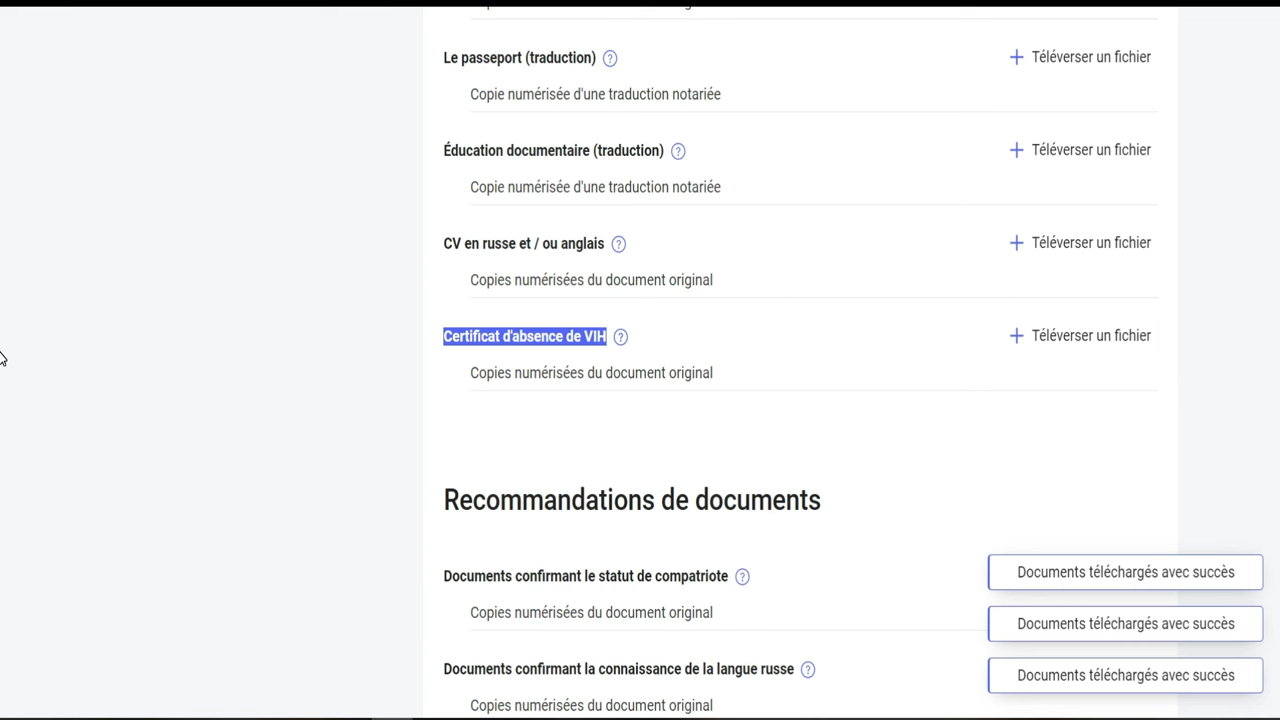 Le passeport (traduction) ?
+ Téléverser un fichier
Copie numérisée d'une traduction notariée
Éducation documentaire (traduction) ?
+ Téléverser un fichier
Copie numérisée d'une traduction notariée
CV en russe et / ou anglais ?
+ Téléverser un fichier
Copies numérisées du document original
Certificat d'absence de VIH ?
+ Téléverser un fichier
Copies numérisées du document original
Recommandations de documents
Documents confirmant le statut de compatriote ?
Documents téléchargés avec succès
Copies numérisées du document original
Documents téléchargés avec succès
Documents confirmant la connaissance de la langue russe ?
Documents téléchargés avec succès
Copies numérisées du document original